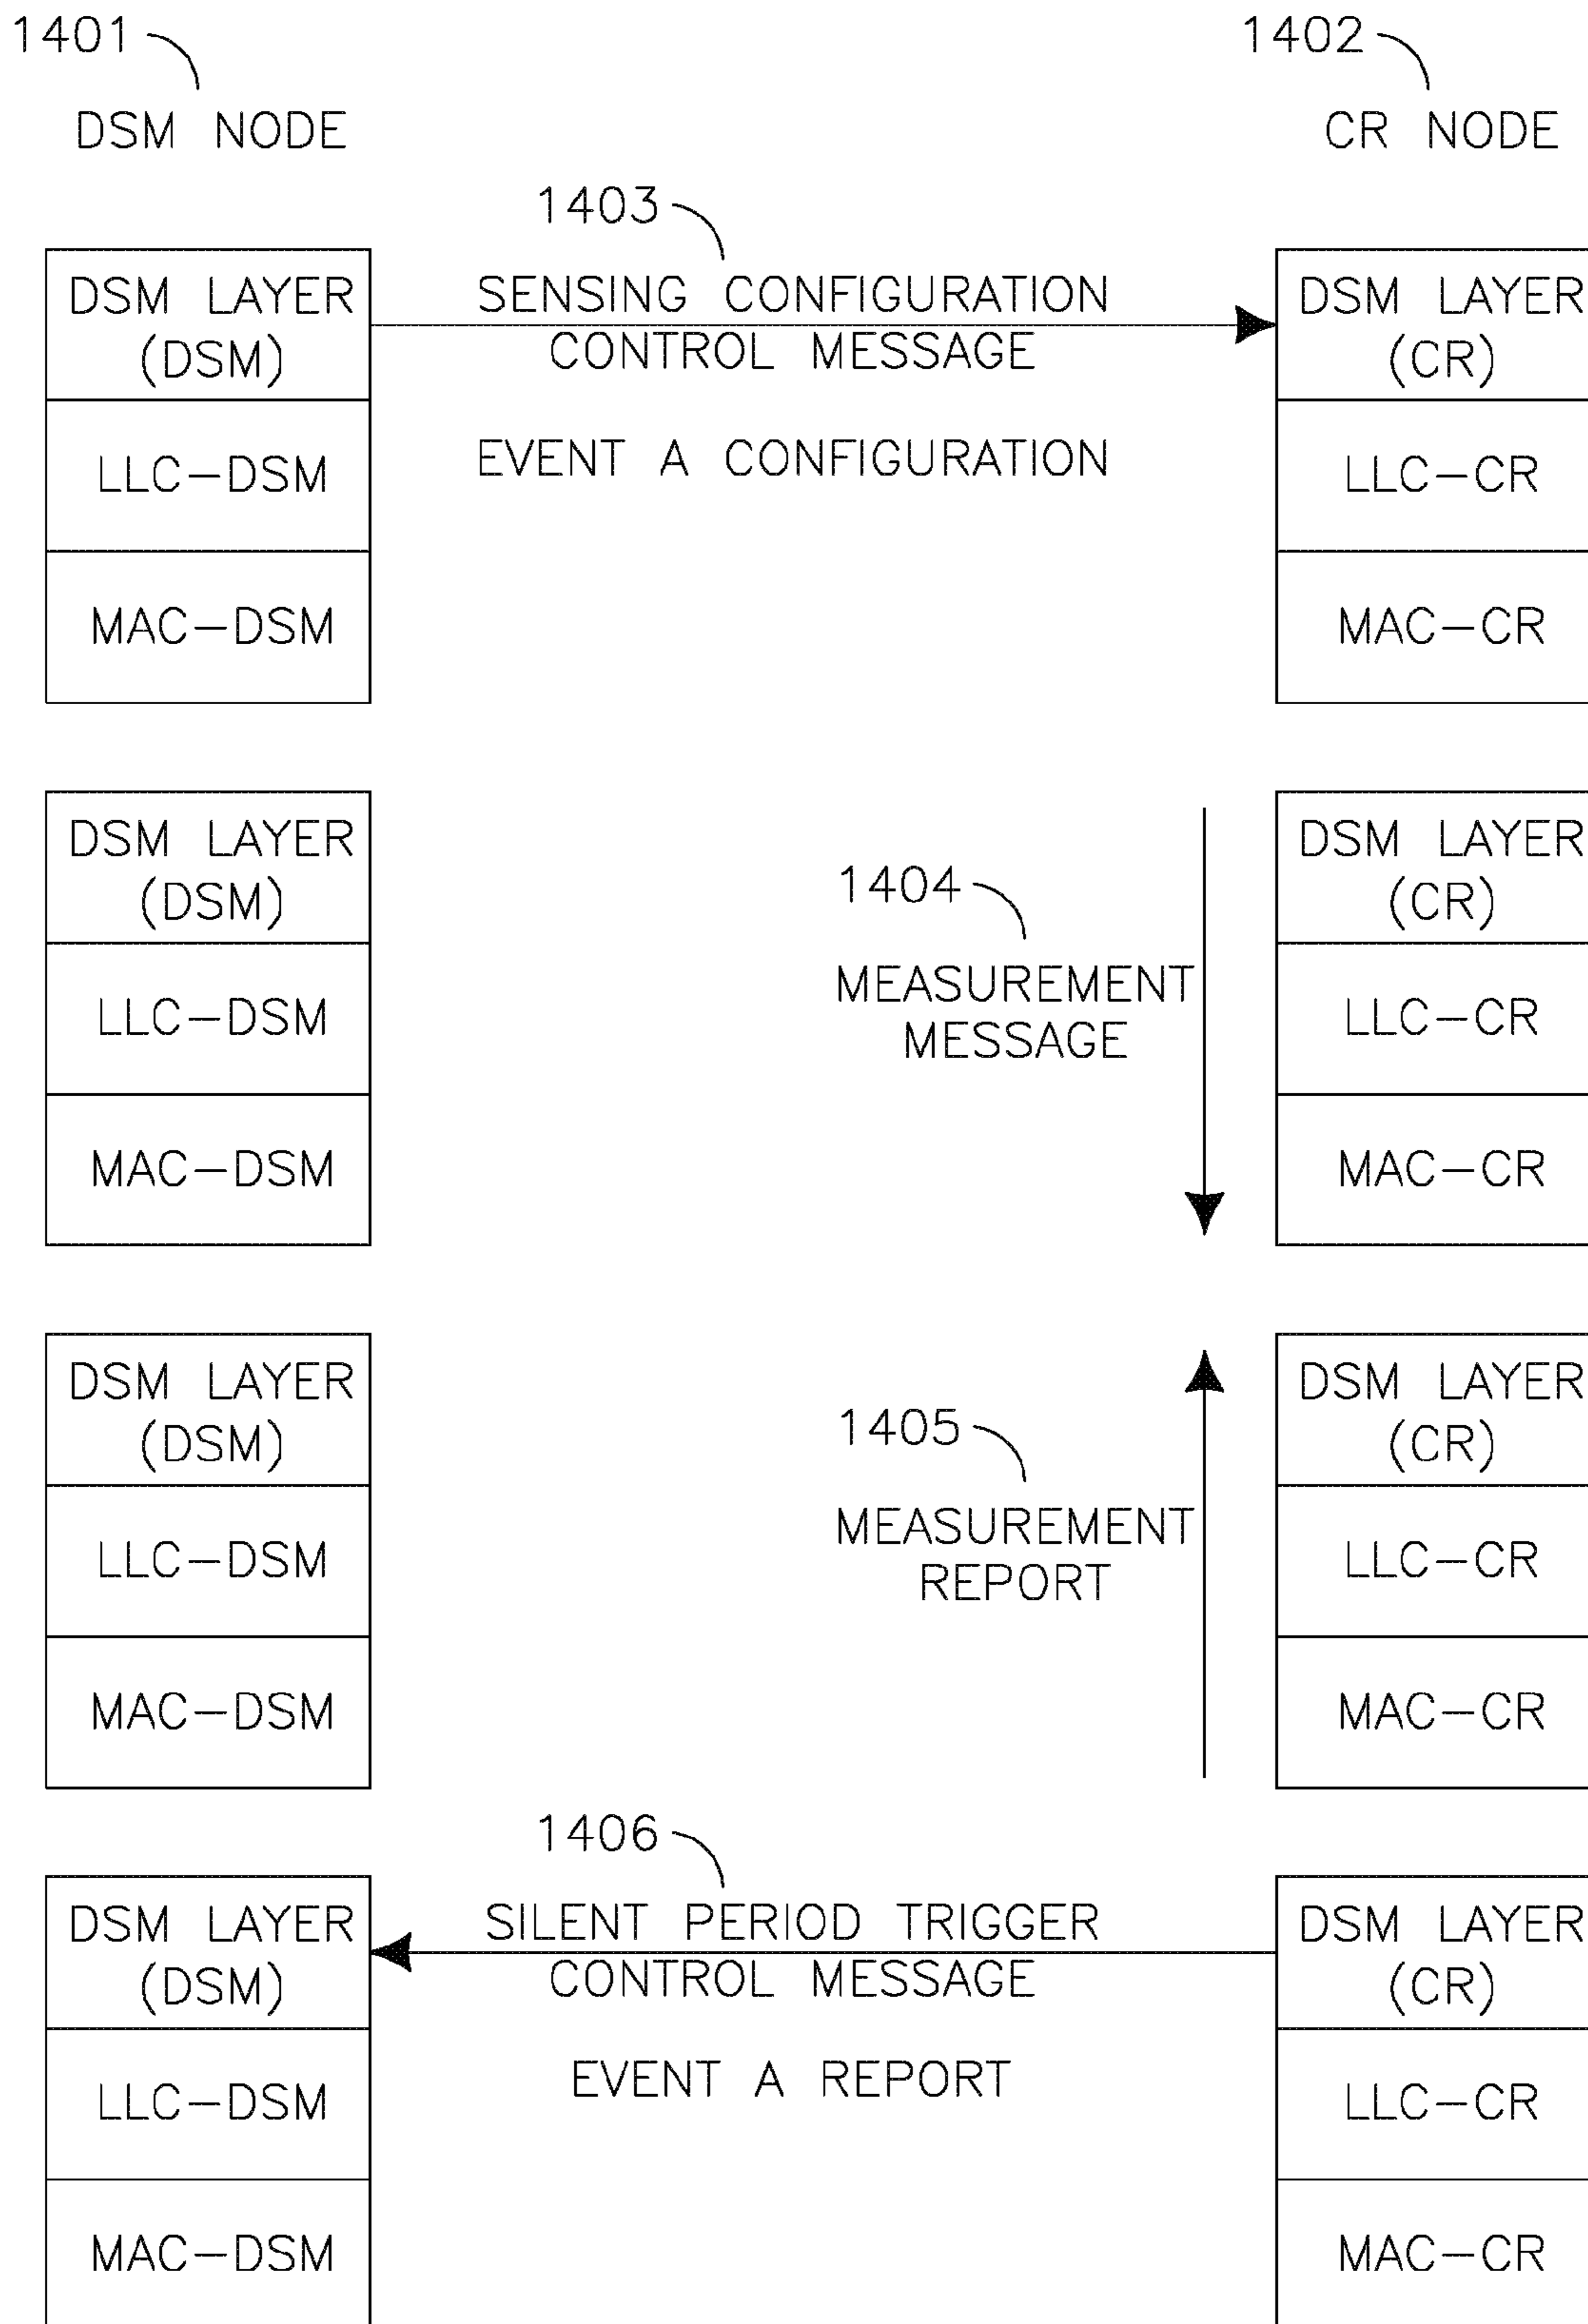 1401
1402
DSM NODE
CR NODE
1403
DSM LAYER
(DSM)
SENSING CONFIGURATION
CONTROL MESSAGE
DSM LAYER
(CR)
LLC-DSM
EVENT A CONFIGURATION
LLC-CR
MAC-DSM
MAC-CR
DSM LAYER
(DSM)
1404
DSM LAYER
(CR)
LLC-DSM
MEASUREMENT
MESSAGE
LLC-CR
MAC-DSM
MAC-CR
DSM LAYER
(DSM)
1405
DSM LAYER
(CR)
LLC-DSM
MEASUREMENT
REPORT
LLC-CR
MAC-DSM
MAC-CR
1406
DSM LAYER
(DSM)
SILENT PERIOD TRIGGER
CONTROL MESSAGE
DSM LAYER
(CR)
LLC-DSM
EVENT A REPORT
LLC-CR
MAC-DSM
MAC-CR